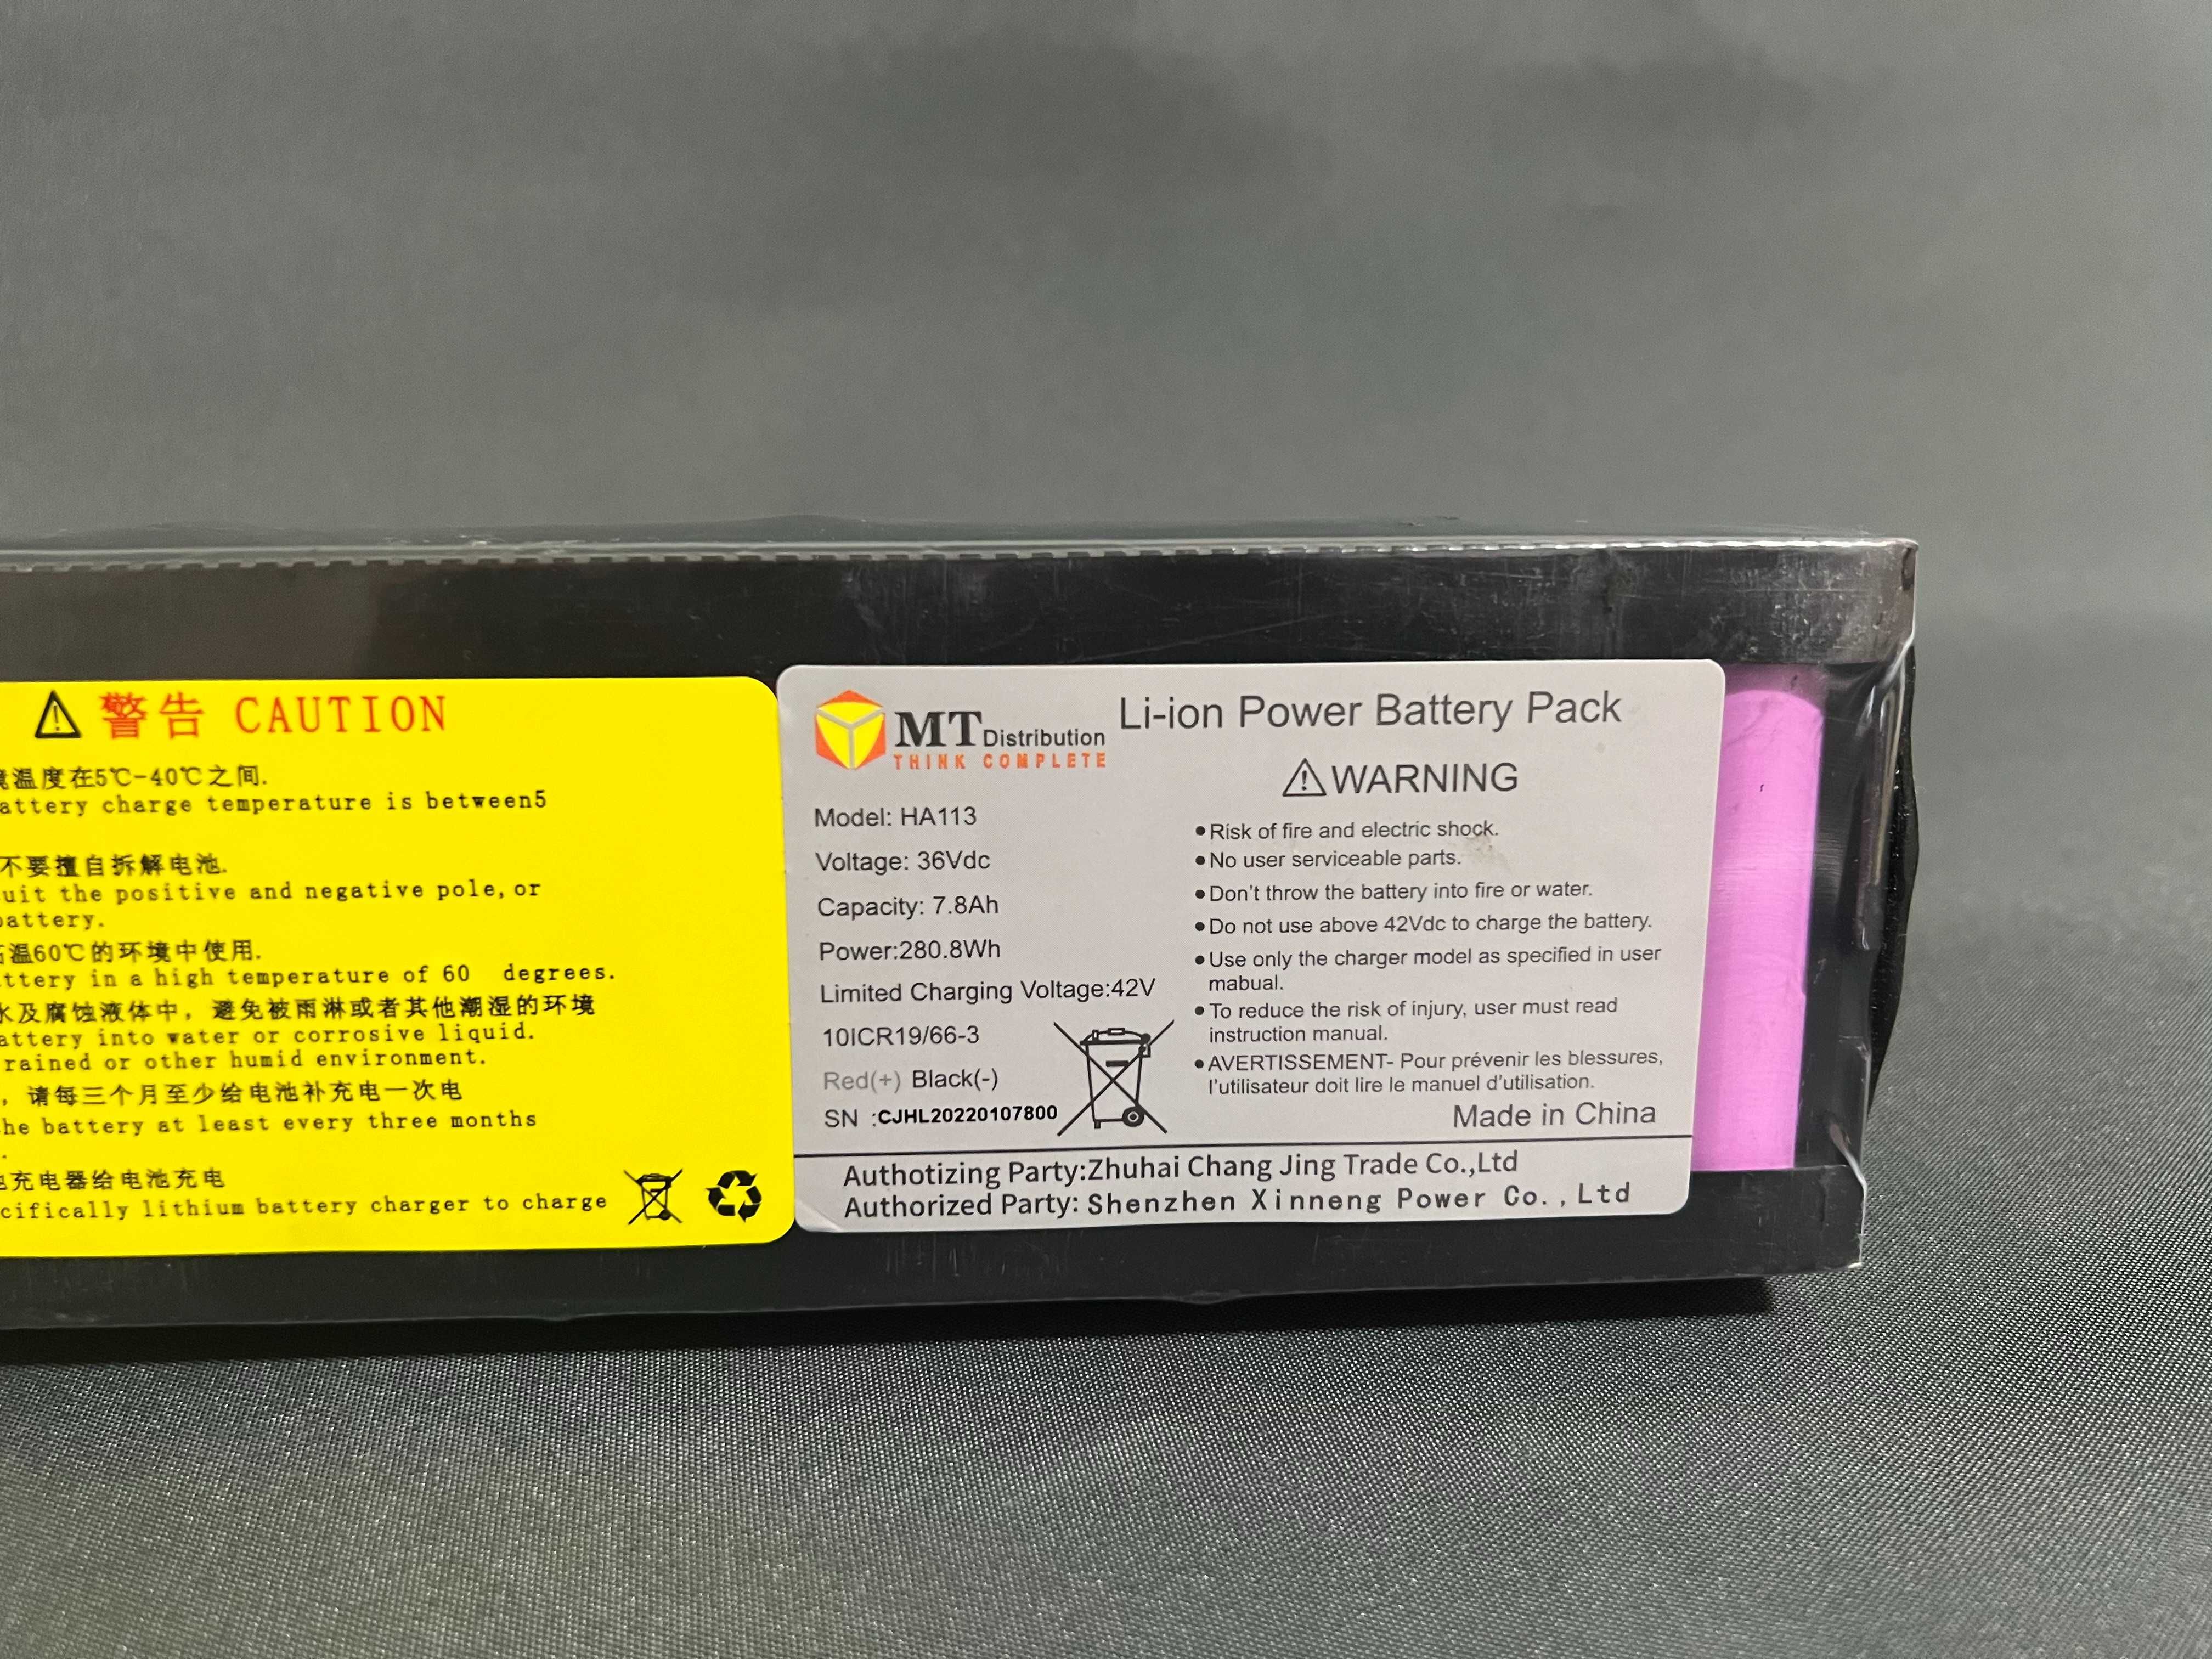 警告 CAUTION
温度在5℃-40℃之间.
attery charge temperature is between5
不要擅自拆解电池.
uit the positive and negative pole, or
battery.
温60℃的环境中使用.
ttery in a high temperature of 60 degrees.
水及腐蚀液体中，避免被雨淋或者其他潮湿的环境
attery into water or corrosive liquid.
rained or other humid environment.
，请每三个月至少给电池补充电一次电
he battery at least every three months
.
充电器给电池充电
cifically lithium battery charger to charge
MT Distribution
THINK COMPLETE
Li-ion Power Battery Pack
WARNING
Model: HA113
Voltage: 36Vdc
Capacity: 7.8Ah
Power:280.8Wh
Limited Charging Voltage:42V
10ICR19/66-3
Red(+) Black(-)
SN :CJHL20220107800
•Risk of fire and electric shock.
•No user serviceable parts.
•Don't throw the battery into fire or water.
•Do not use above 42Vdc to charge the battery.
•Use only the charger model as specified in user
mabual.
•To reduce the risk of injury, user must read
instruction manual.
•AVERTISSEMENT- Pour prévenir les blessures,
l'utilisateur doit lire le manuel d'utilisation.
Made in China
Authotizing Party:Zhuhai Chang Jing Trade Co.,Ltd
Authorized Party: Shenzhen Xinneng Power Co., Ltd